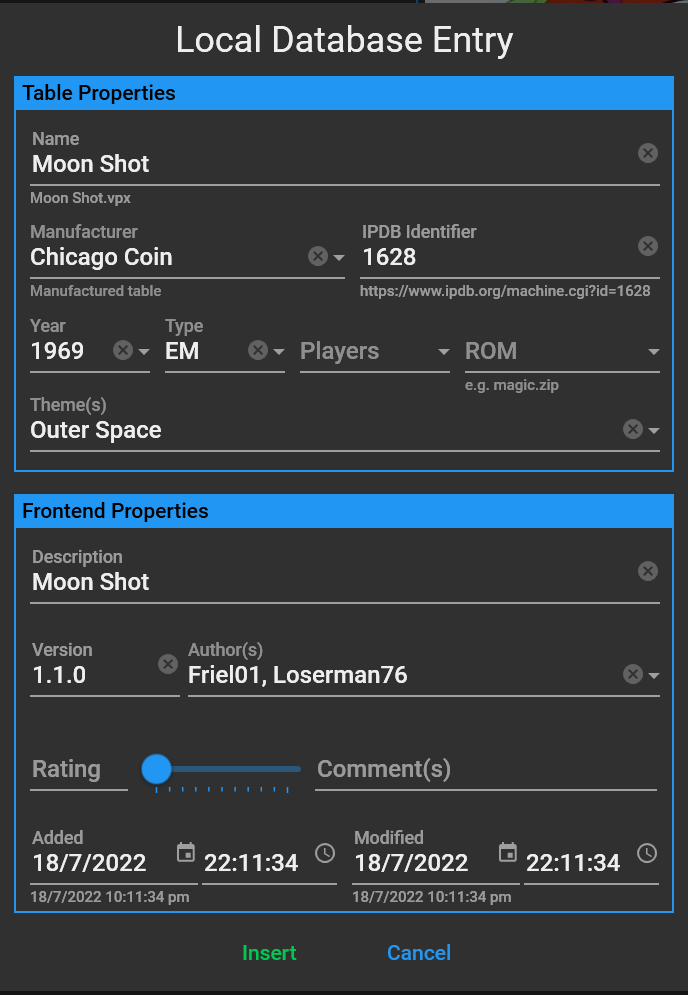 Local Database Entry
Table Properties
Name
Moon Shot
Moon Shot.vpx
Manufacturer IPDB Identifier
Chicago Coin 1628
Manufactured table https://www.ipdb.org/machine.cgi?id=1628
Year Type
1969 EM Players ROM
e.g. magic.zip
Theme(s)
Outer Space
Frontend Properties
Description
Moon Shot
Version Author(s)
1.1.0 Friel01, Loserman76
Rating Comment(s)
Added Modified
18/7/2022 22:11:34 18/7/2022 22:11:34
18/7/2022 10:11:34 pm 18/7/2022 10:11:34 pm
Insert Cancel